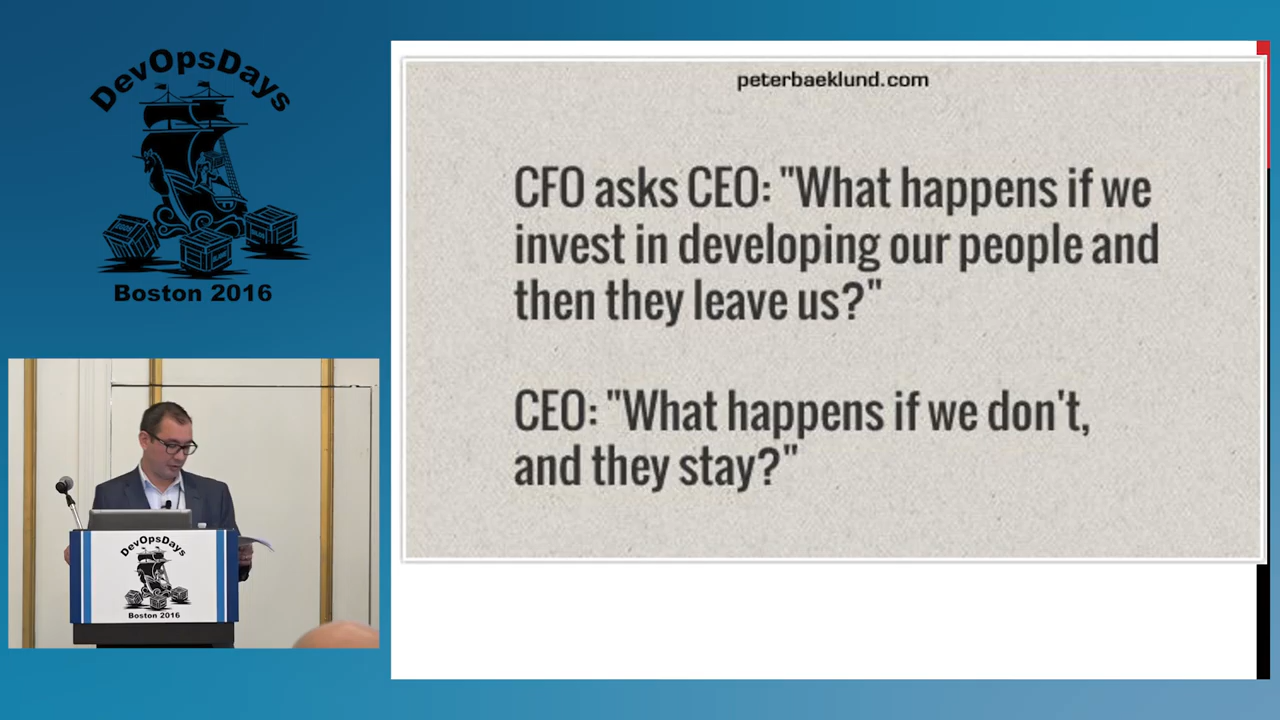 DevOpsDays
Boston 2016
peterbaeklund.com
CFO asks CEO: "What happens if we
invest in developing our people and
then they leave us?"
CEO: "What happens if we don't,
and they stay?"
DevOpsDays
Boston 2016